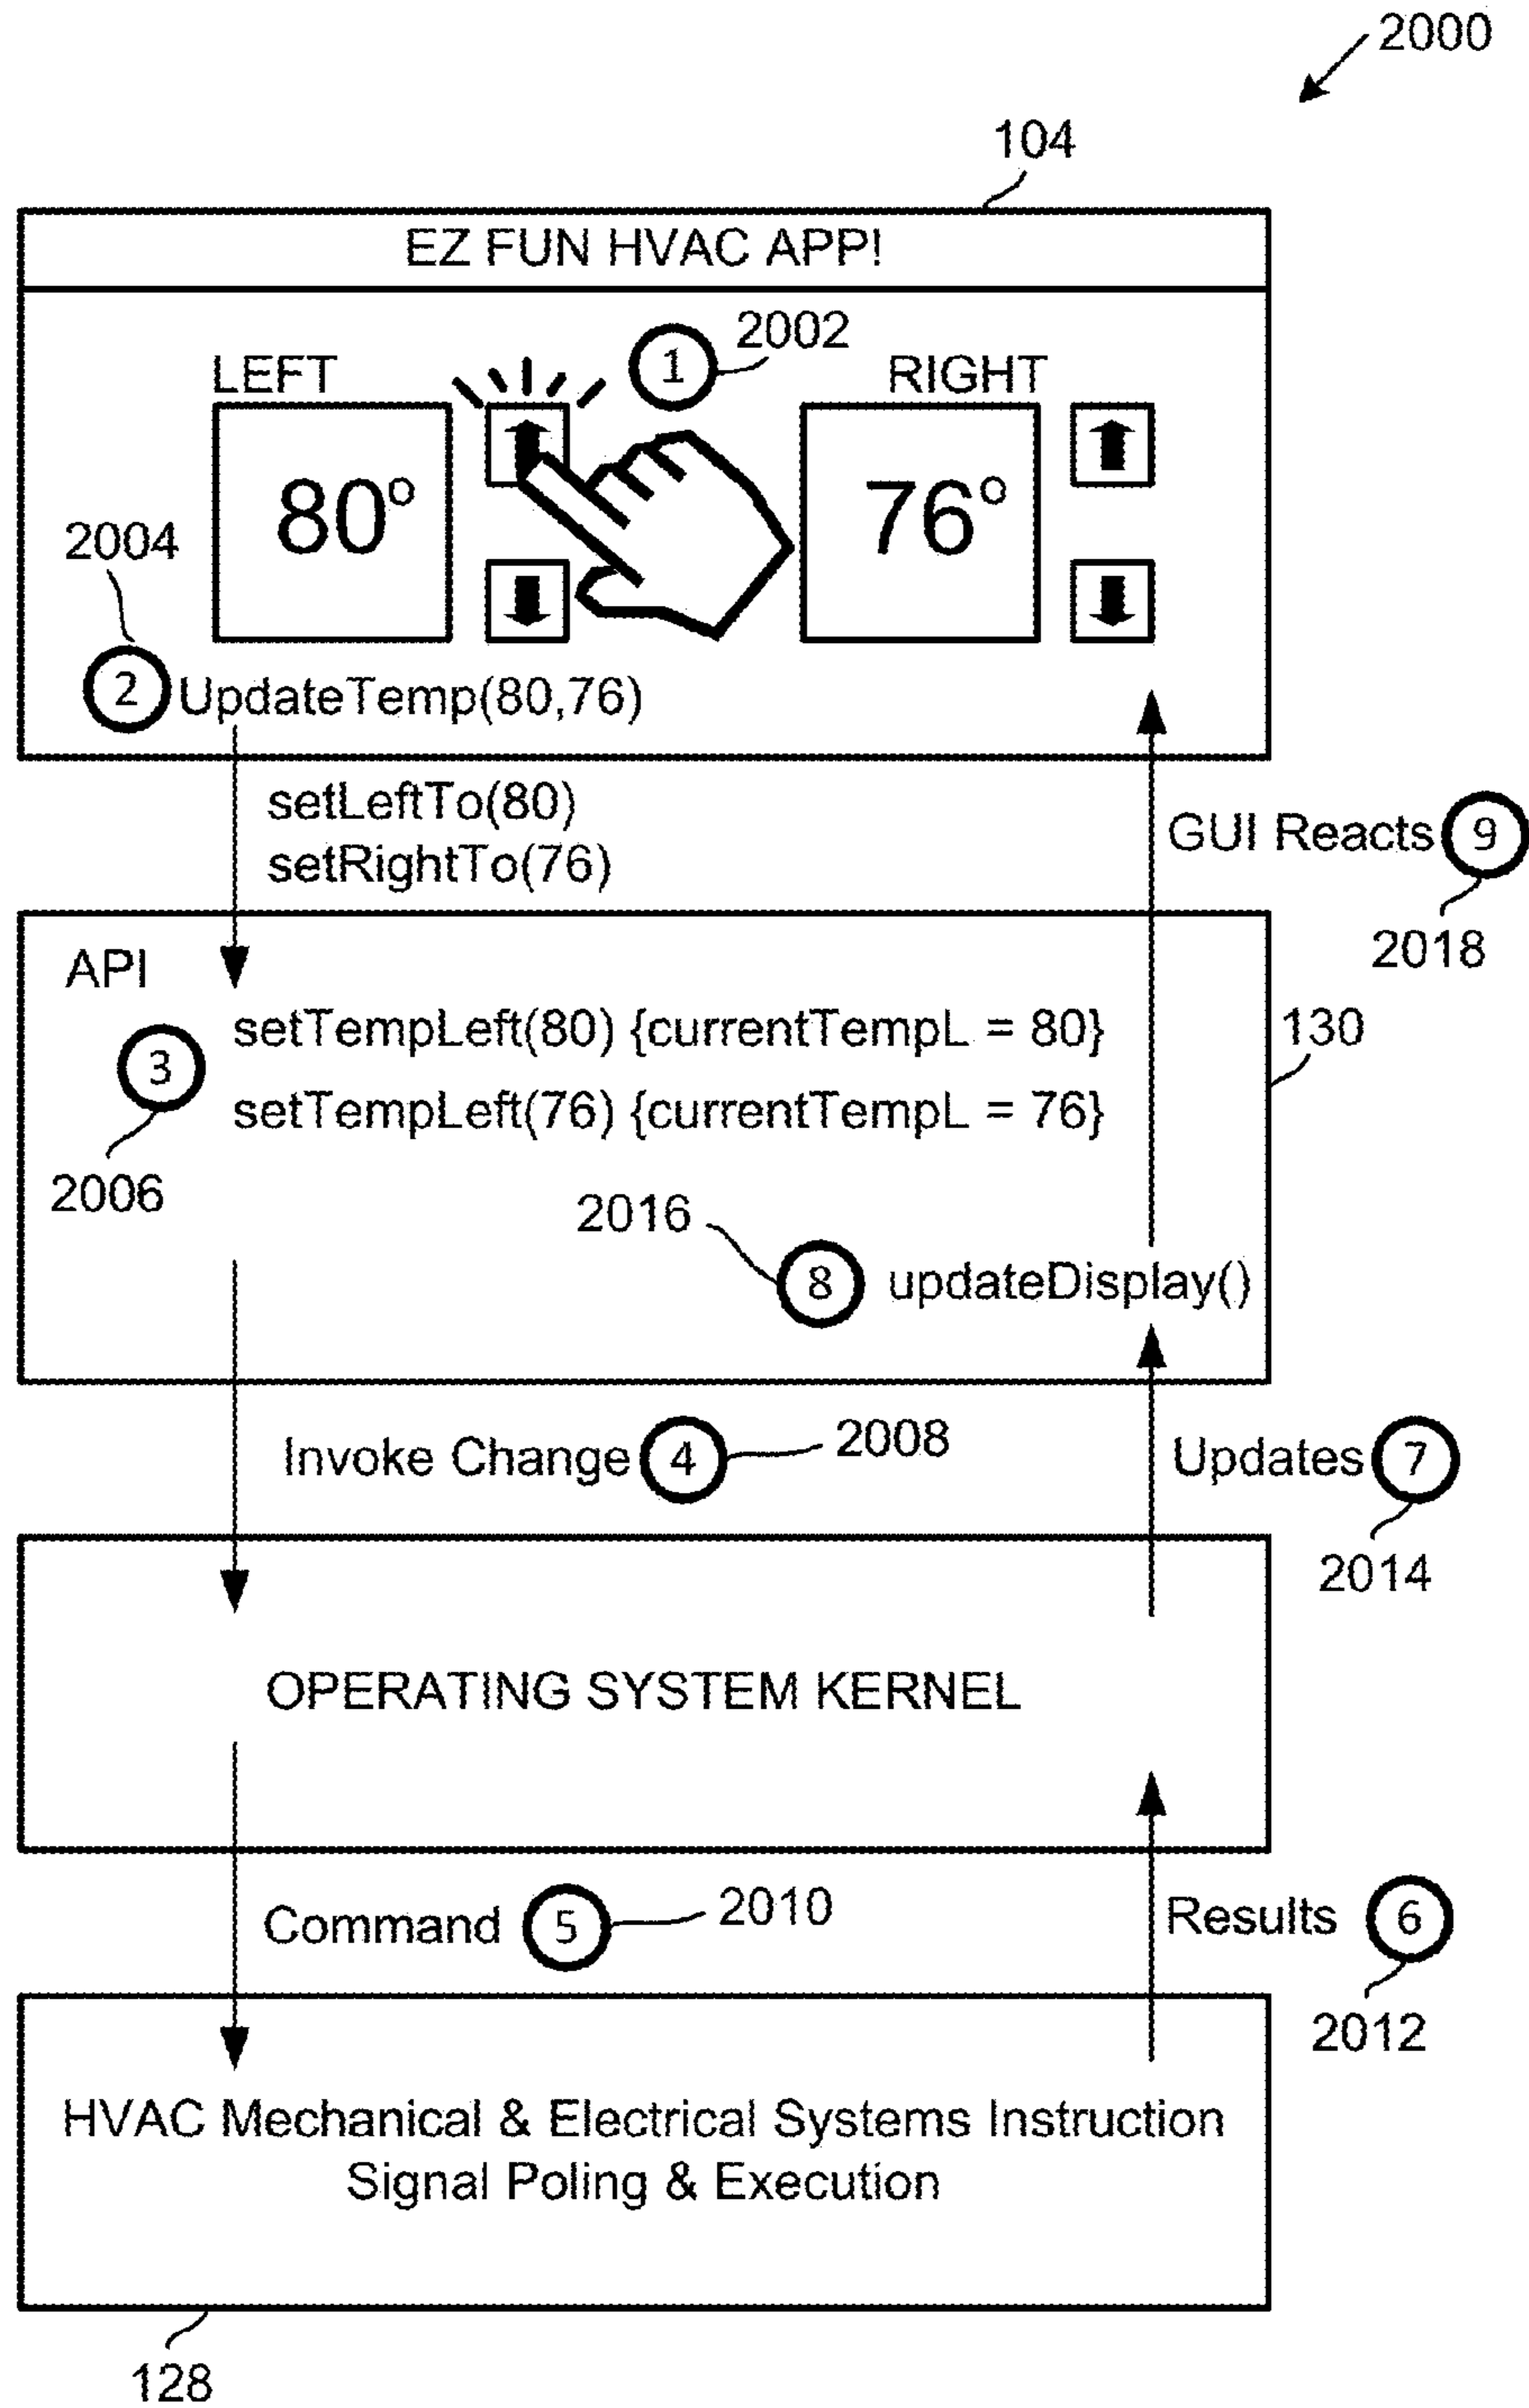 2000
104
EZ FUN HVAC APP!
1 2002
LEFT RIGHT
80° 76°
2004
2 UpdateTemp(80,76)
setLeftTo(80)
setRightTo(76)
GUI Reacts 9
2018
API
setTempLeft(80) {currentTempL = 80}
130
3
setTempLeft(76) {currentTempL = 76}
2006
2016
8 updateDisplay()
Invoke Change 4 2008
Updates 7
2014
OPERATING SYSTEM KERNEL
Command 5 2010
Results 6
2012
HVAC Mechanical & Electrical Systems Instruction
Signal Poling & Execution
128